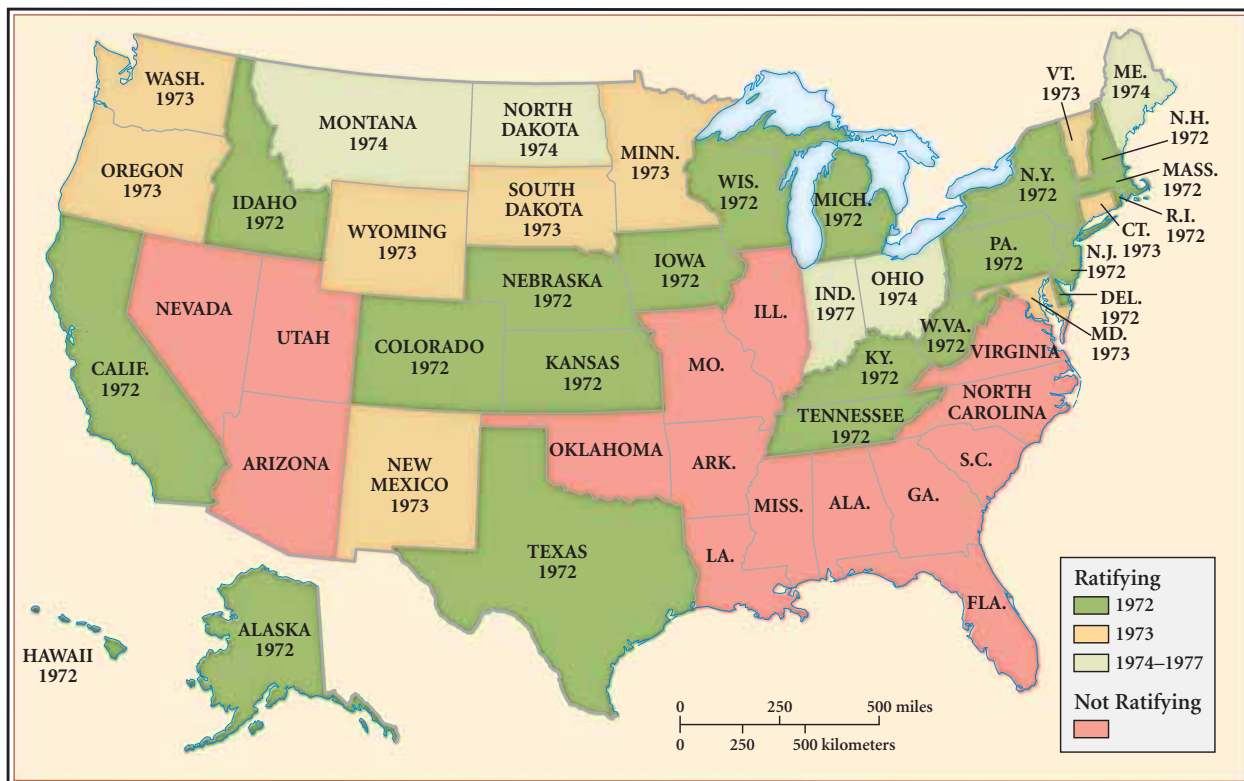 WASH.
1973
OREGON
1973
IDAHO
1972
MONTANA
1974
NORTH
DAKOTA
1974
MINN.
1973
SOUTH
DAKOTA
1973
WYOMING
1973
WIS.
1972
MICH.
1972
VT.
1973
ME.
1974
N.H.
1972
MASS.
1972
N.Y.
1972
R.I.
1972
CT.
1973
PA.
1972
N.J.
1972
DEL.
1972
MD.
1973
NEBRASKA
1972
IOWA
1972
NEVADA
UTAH
COLORADO
1972
KANSAS
1972
CALIF.
1972
ILL.
IND.
1977
OHIO
1974
W.VA.
1972
VIRGINIA
MO.
KY.
1972
TENNESSEE
1972
NORTH
CAROLINA
ARIZONA
NEW
MEXICO
1973
OKLAHOMA
ARK.
S.C.
MISS.
ALA.
GA.
TEXAS
1972
LA.
FLA.
ALASKA
1972
HAWAII
1972
0 250 500 miles
0 250 500 kilometers
Ratifying
1972
1973
1974–1977
Not Ratifying